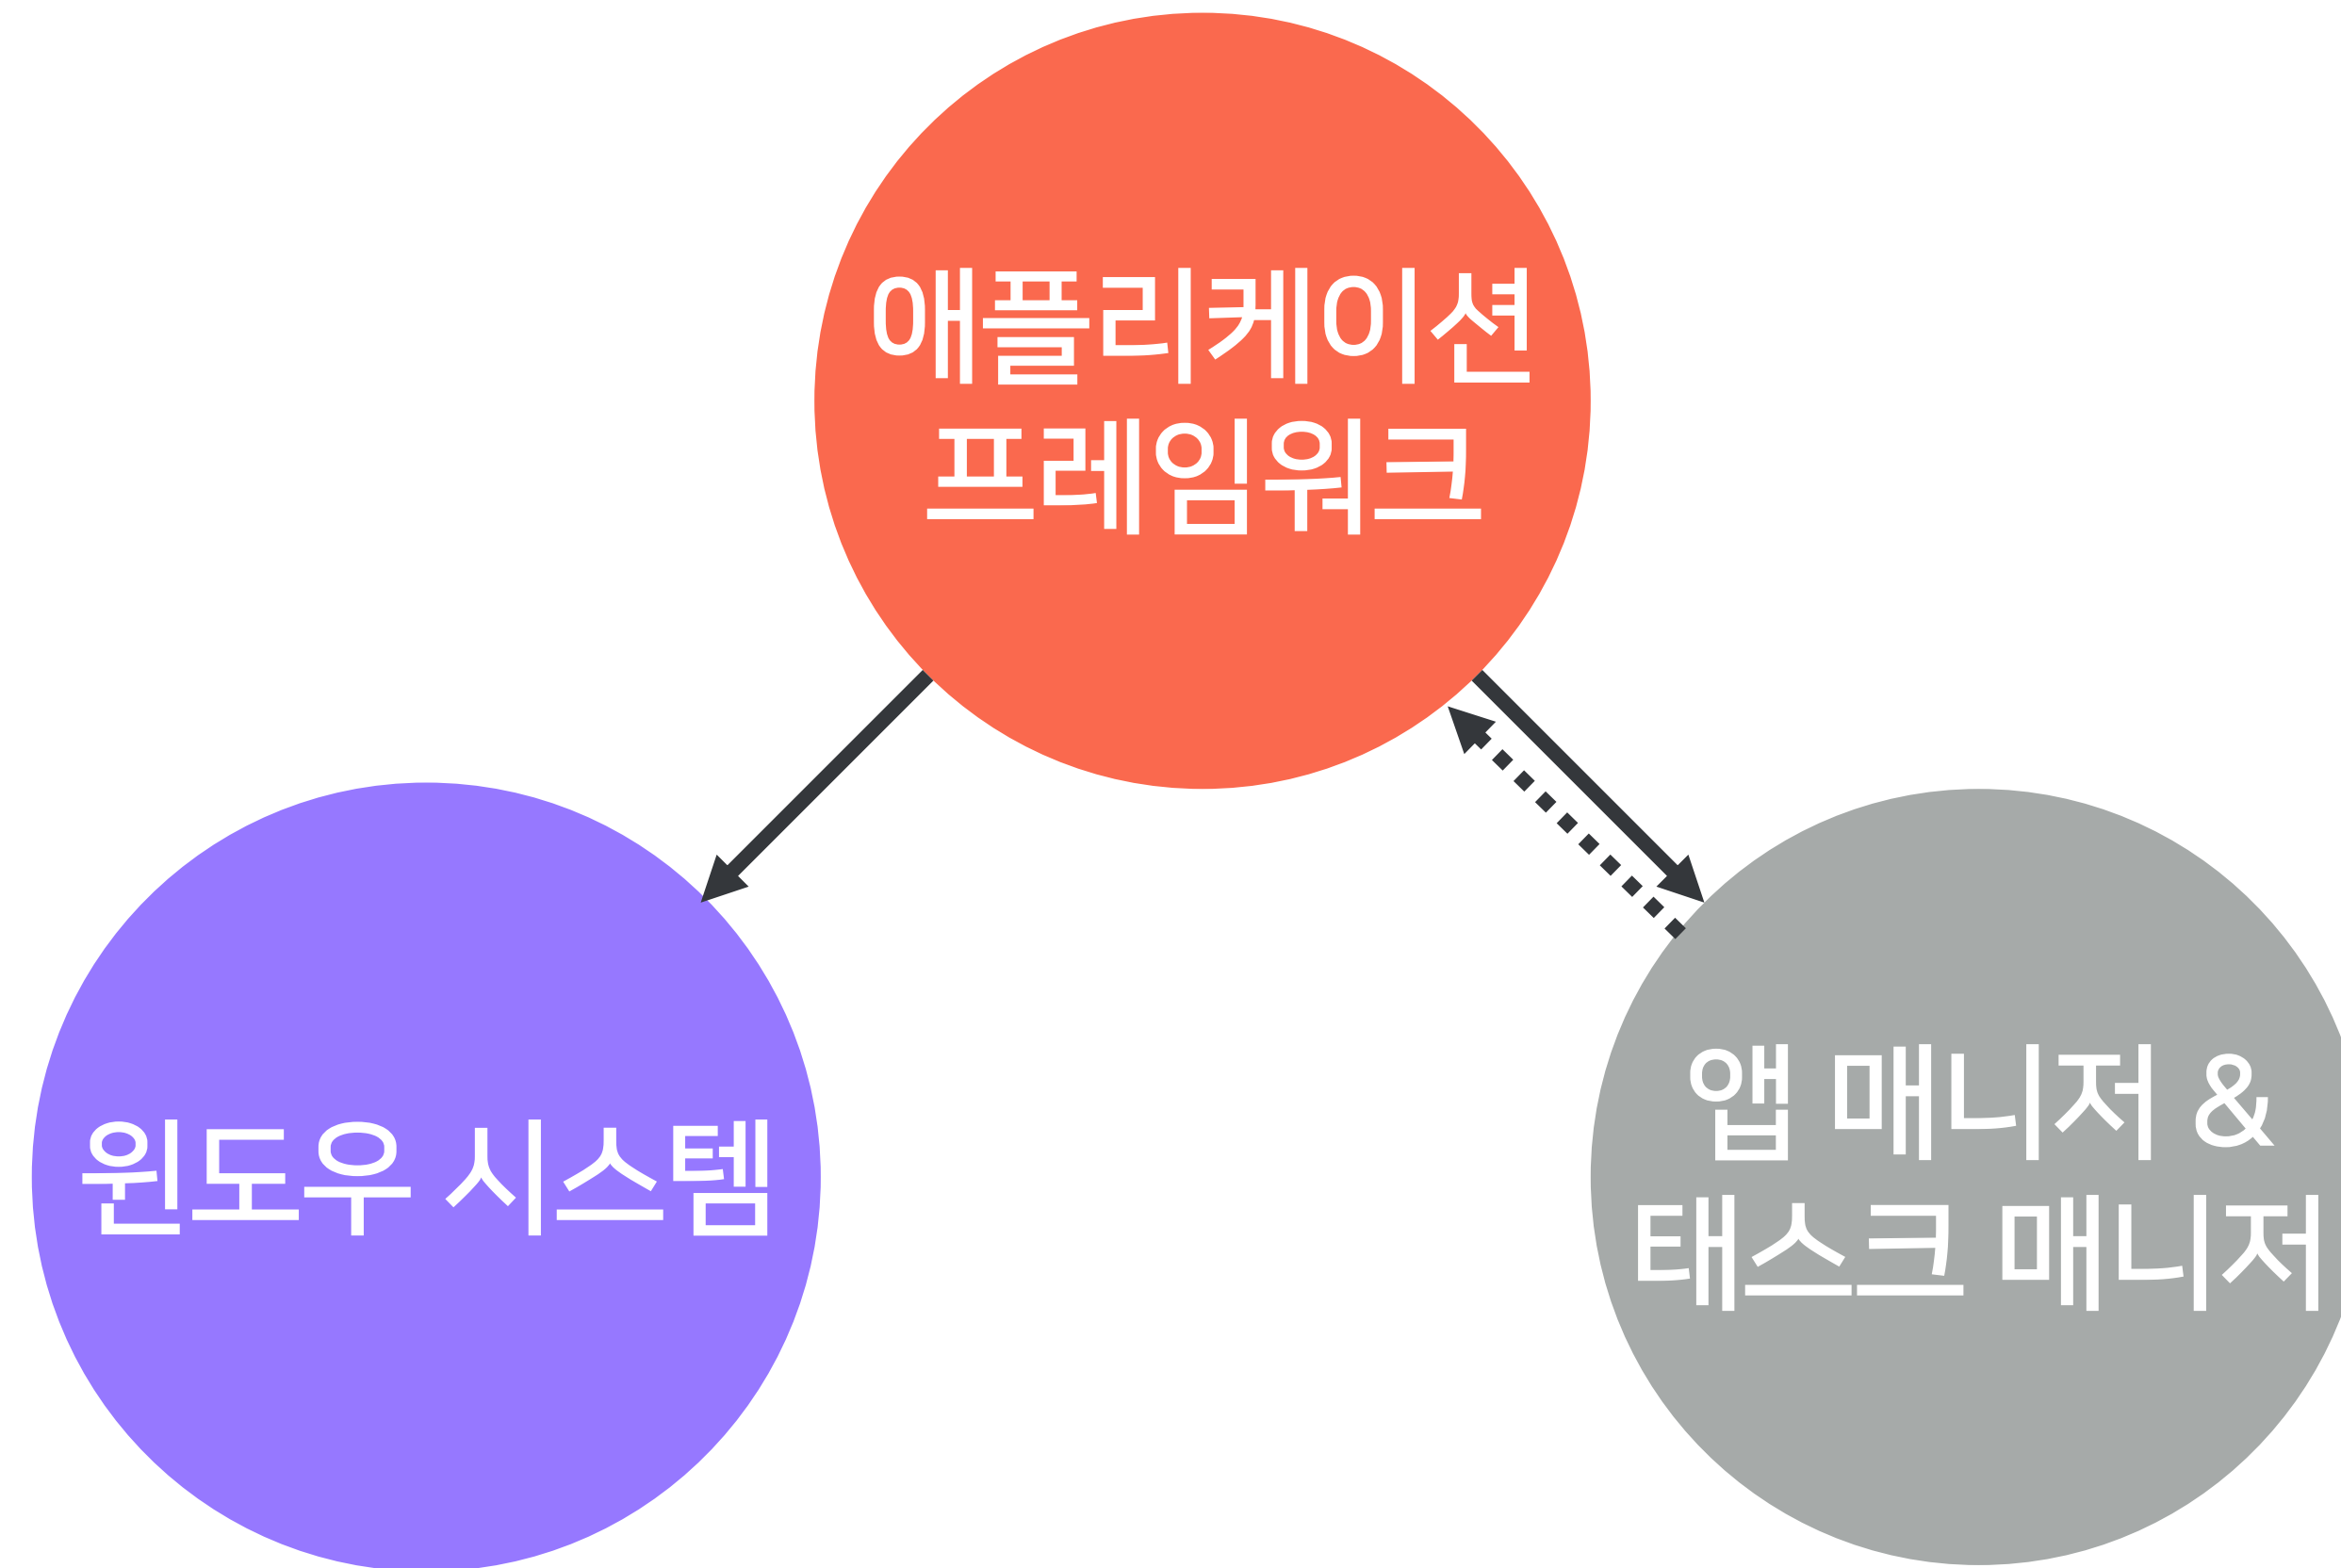 애플리케이션
프레임워크
윈도우 시스템
앱 매니저 &
태스크 매니저